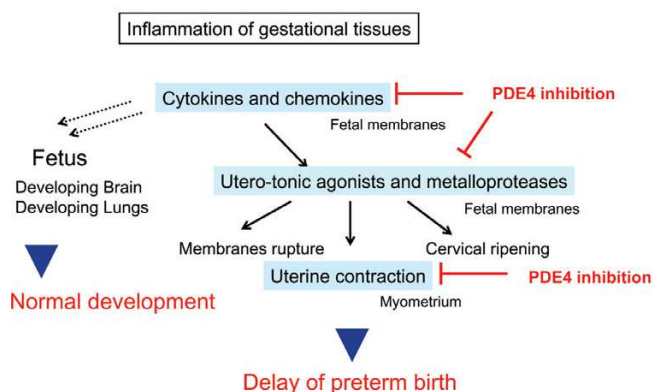 Inflammation of gestational tissues
Cytokines and chemokines
PDE4 inhibition
Fetal membranes
Fetus
Developing Brain
Developing Lungs
Utero-tonic agonists and metalloproteases
Fetal membranes
Membranes rupture
Cervical ripening
Uterine contraction
PDE4 inhibition
Myometrium
Normal development
Delay of preterm birth